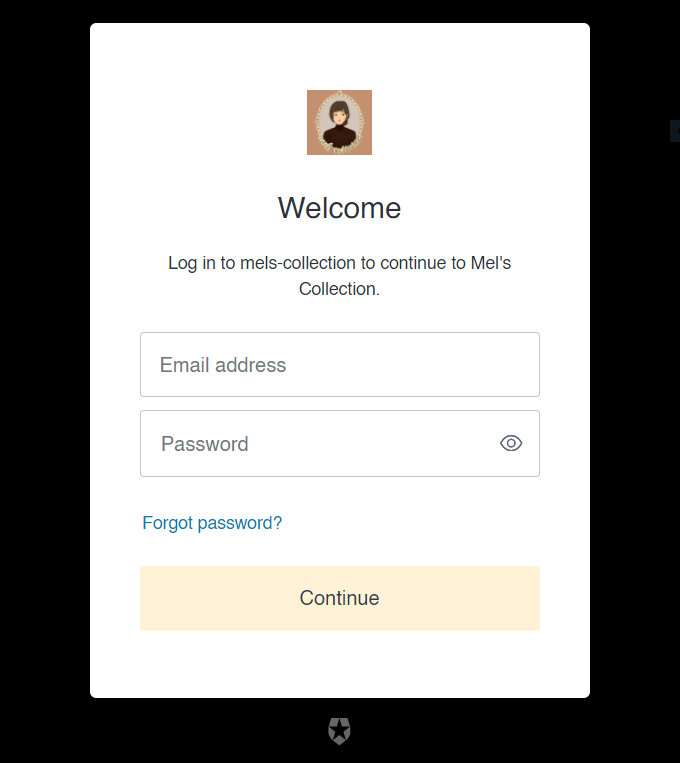 Welcome
Log in to mels-collection to continue to Mel's
Collection.
Email address
Password
Forgot password?
Continue